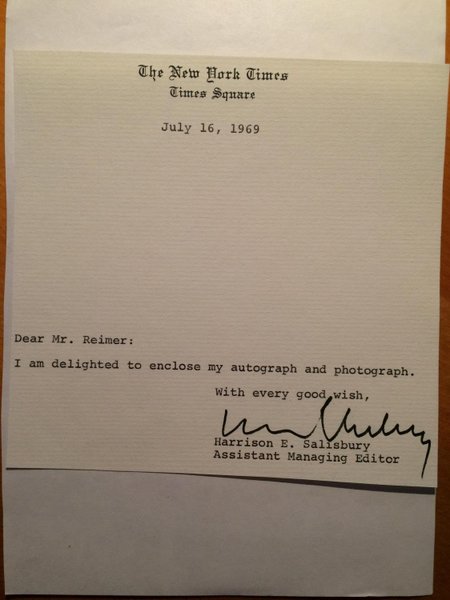 The New York Times
Times Square
July 16, 1969
Dear Mr. Reimer:
I am delighted to enclose my autograph and photograph.
With every good wish,
Harrison E. Salisbury
Assistant Managing Editor